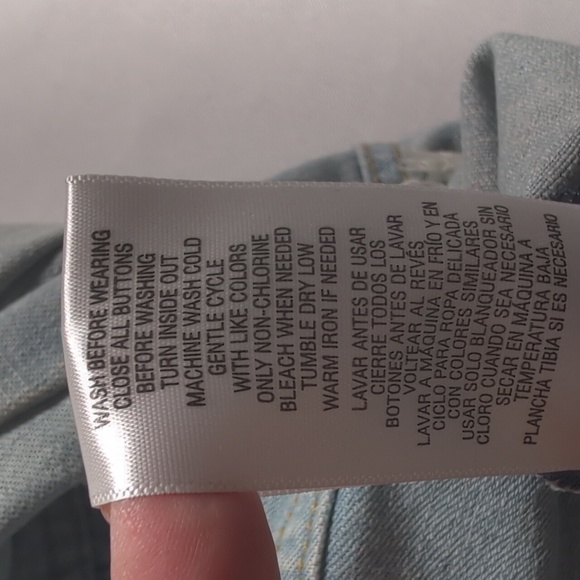 WASH BEFORE WEARING
CLOSE ALL BUTTONS
BEFORE WASHING
TURN INSIDE OUT
MACHINE WASH COLD
GENTLE CYCLE
WITH LIKE COLORS
ONLY NON-CHLORINE
BLEACH WHEN NEEDED
TUMBLE DRY LOW
WARM IRON IF NEEDED
LAVAR ANTES DE USAR
CIERRE TODOS LOS
BOTONES ANTES DE LAVAR
VOLTEAR AL REVÉS
LAVAR A MÁQUINA EN FRÍO Y EN
CICLO PARA ROPA DELICADA
CON COLORES SIMILARES
USAR SOLO BLANQUEADOR SIN
CLORO CUANDO SEA NECESARIO
SECAR EN MÁQUINA A
TEMPERATURA BAJA
PLANCHA TIBIA SI ES NECESARIO